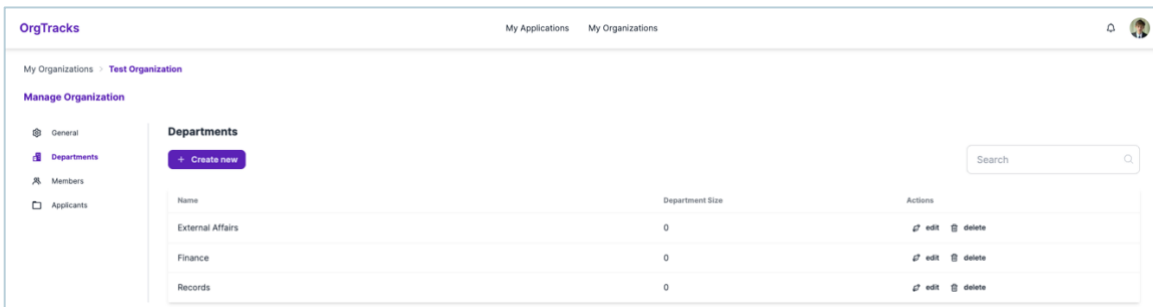 OrgTracks My Applications My Organizations
My Organizations > Test Organization
Manage Organization
General
Departments
Members
Applicants
Departments
+ Create new
Search
Name Department Size Actions
External Affairs 0 edit delete
Finance 0 edit delete
Records 0 edit delete